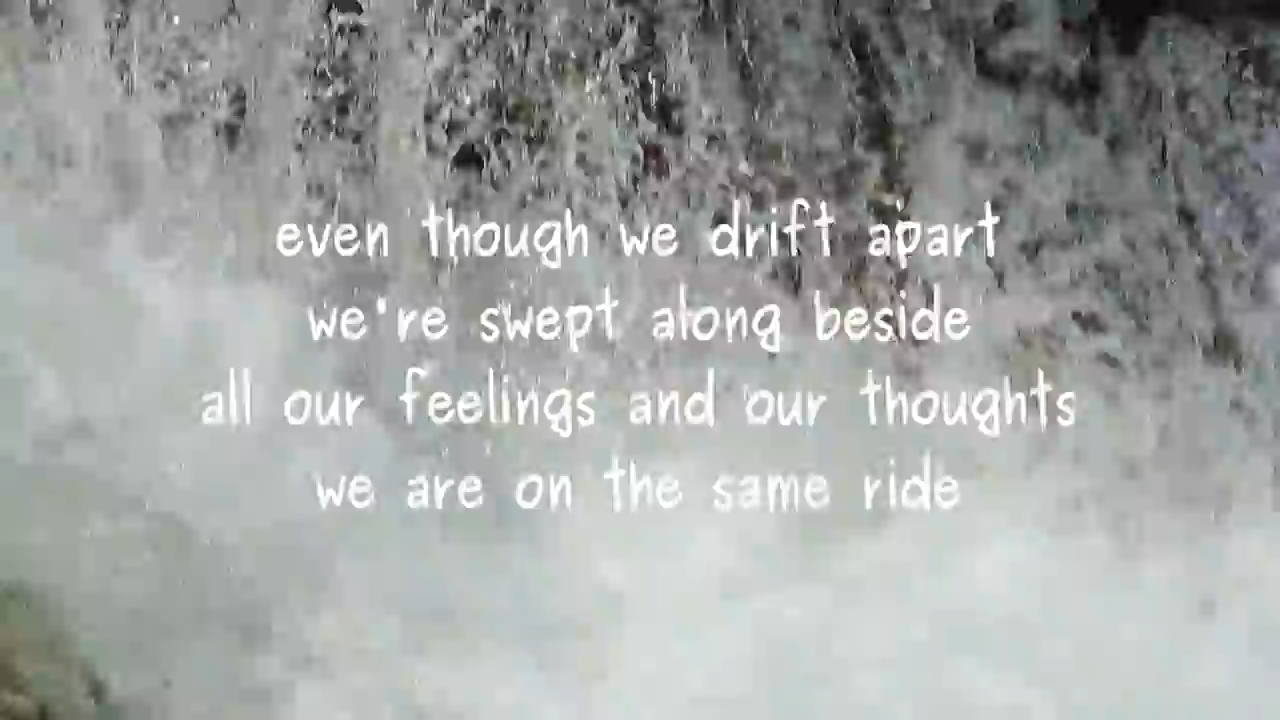 even though we drift apart
we're swept along beside
all our feelings and our thoughts
we are on the same ride